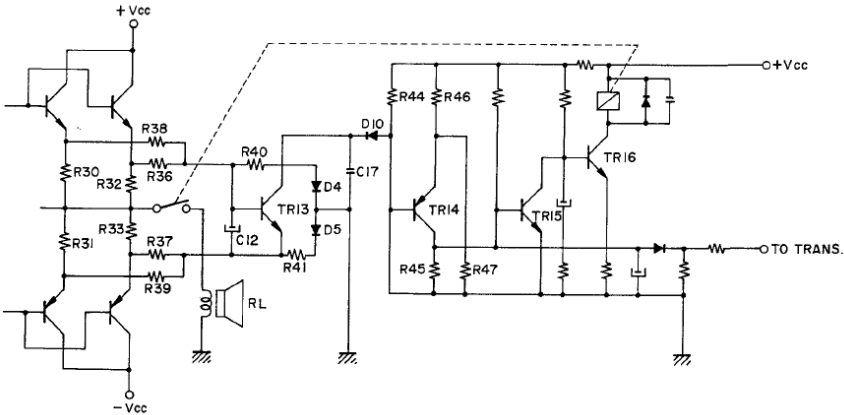 +Vcc
+Vcc
R44
R46
D10
R38
R40
R36
R30
C17
TR16
R32
D4
TR13
TR14
TR15
R33
R31
D5
C12
R37
TO TRANS.
R41
R45
R47
R39
RL
-Vcc